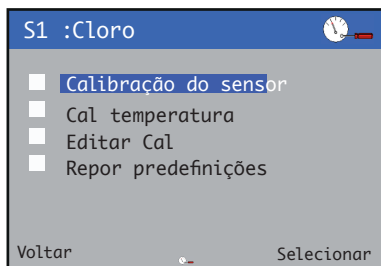 S1 :Cloro
Calibração do sensor
Cal temperatura
Editar Cal
Repor predefinições
Voltar
Selecionar